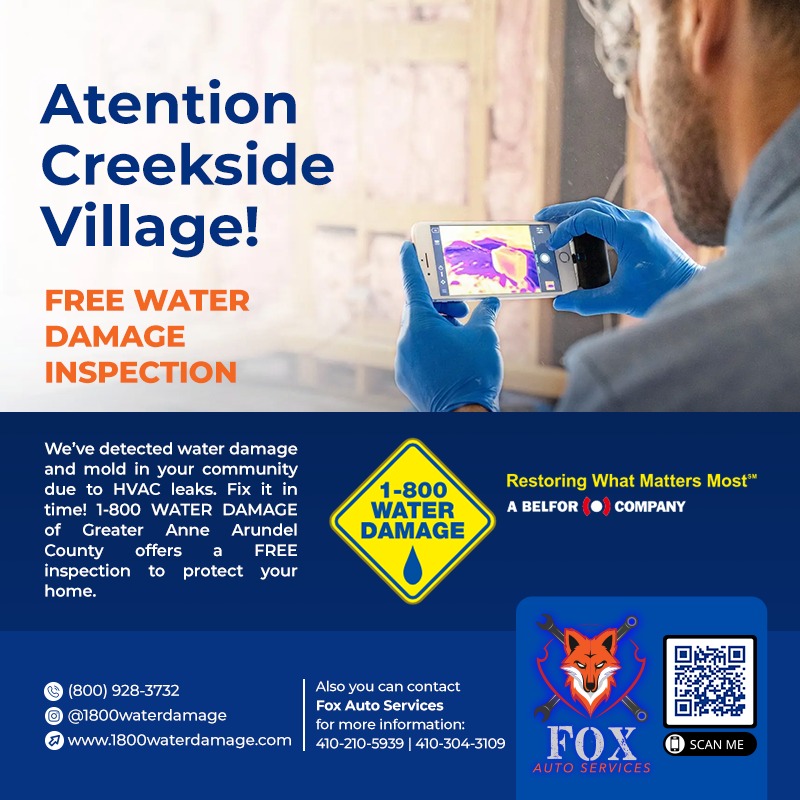 Atention
Creekside
Village!
FREE WATER
DAMAGE
INSPECTION
We've detected water damage
and mold in your community
due to HVAC leaks. Fix it in
time! 1-800 WATER DAMAGE
of Greater Anne Arundel
County offers a FREE
inspection to protect your
home.
1-800
WATER
DAMAGE
Restoring What Matters Most℠
A BELFOR COMPANY
(800) 928-3732
@1800waterdamage
www.1800waterdamage.com
Also you can contact
Fox Auto Services
for more information:
410-210-5939 | 410-304-3109
FOX
AUTO SERVICES
SCAN ME